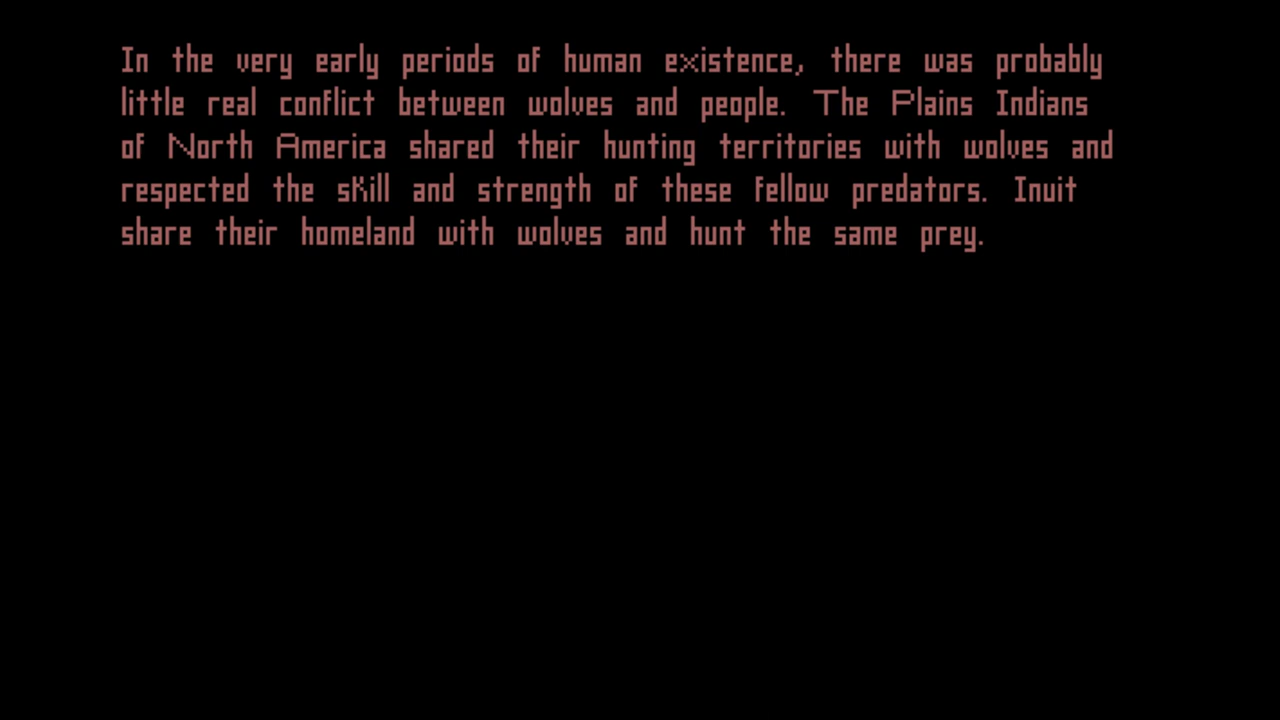 In the very early periods of human existence, there was probably
little real conflict between wolves and people. The Plains Indians
of North America shared their hunting territories with wolves and
respected the skill and strength of these fellow predators. Inuit
share their homeland with wolves and hunt the same prey.